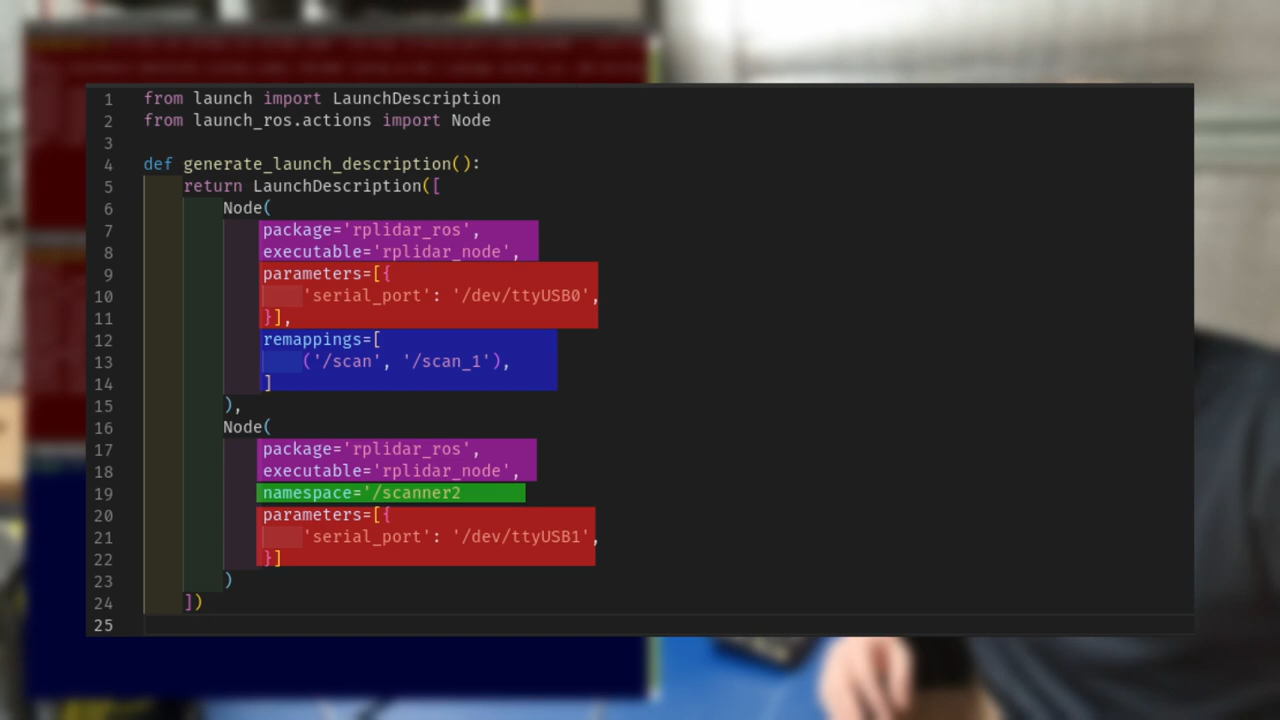 1 from launch import LaunchDescription
2 from launch_ros.actions import Node
3
4 def generate_launch_description():
5     return LaunchDescription([
6         Node(
7             package='rplidar_ros',
8             executable='rplidar_node',
9             parameters=[{
10                 'serial_port': '/dev/ttyUSB0',
11             }],
12             remappings=[
13                 ('/scan', '/scan_1'),
14             ]
15         ),
16         Node(
17             package='rplidar_ros',
18             executable='rplidar_node',
19             namespace='/scanner2
20             parameters=[{
21                 'serial_port': '/dev/ttyUSB1',
22             }]
23         )
24     ])
25